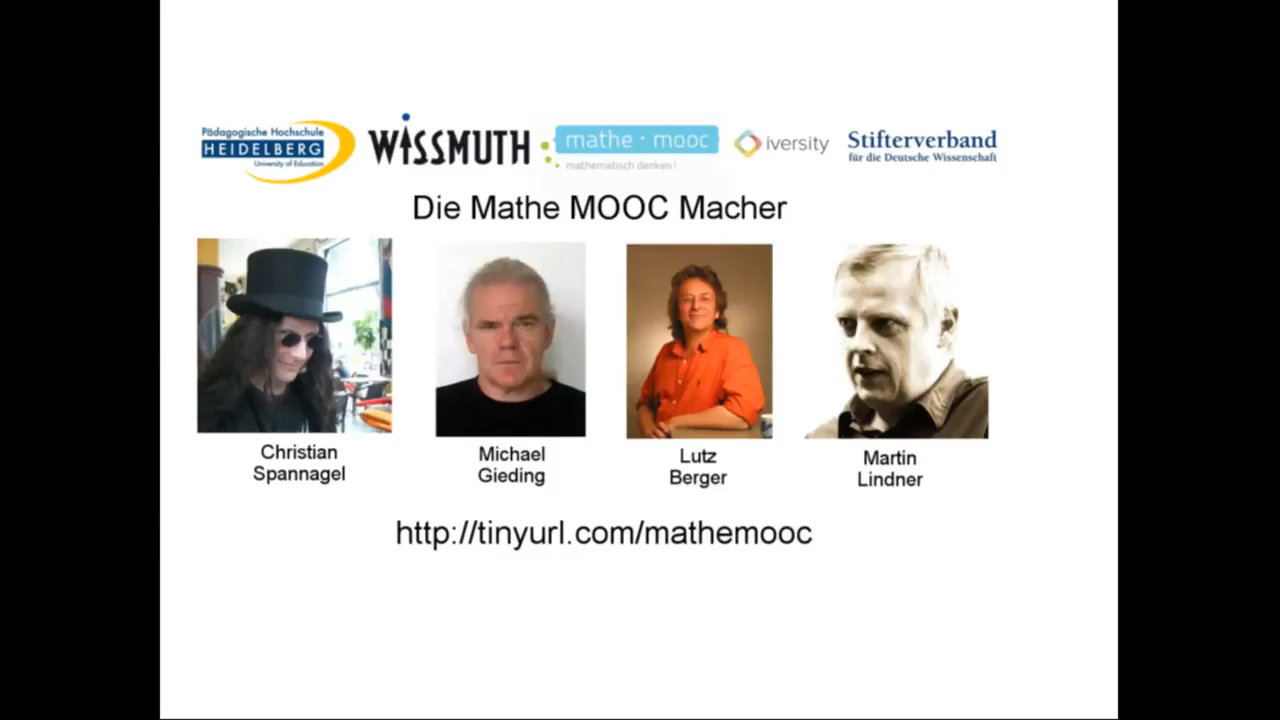 Pädagogische Hochschule
HEIDELBERG
University of Education
WiSSMUTH
mathe · mooc
mathematisch denken!
iversity
Stifterverband
für die Deutsche Wissenschaft
Die Mathe MOOC Macher
Christian
Spannagel
Michael
Gieding
Lutz
Berger
Martin
Lindner
http://tinyurl.com/mathemooc